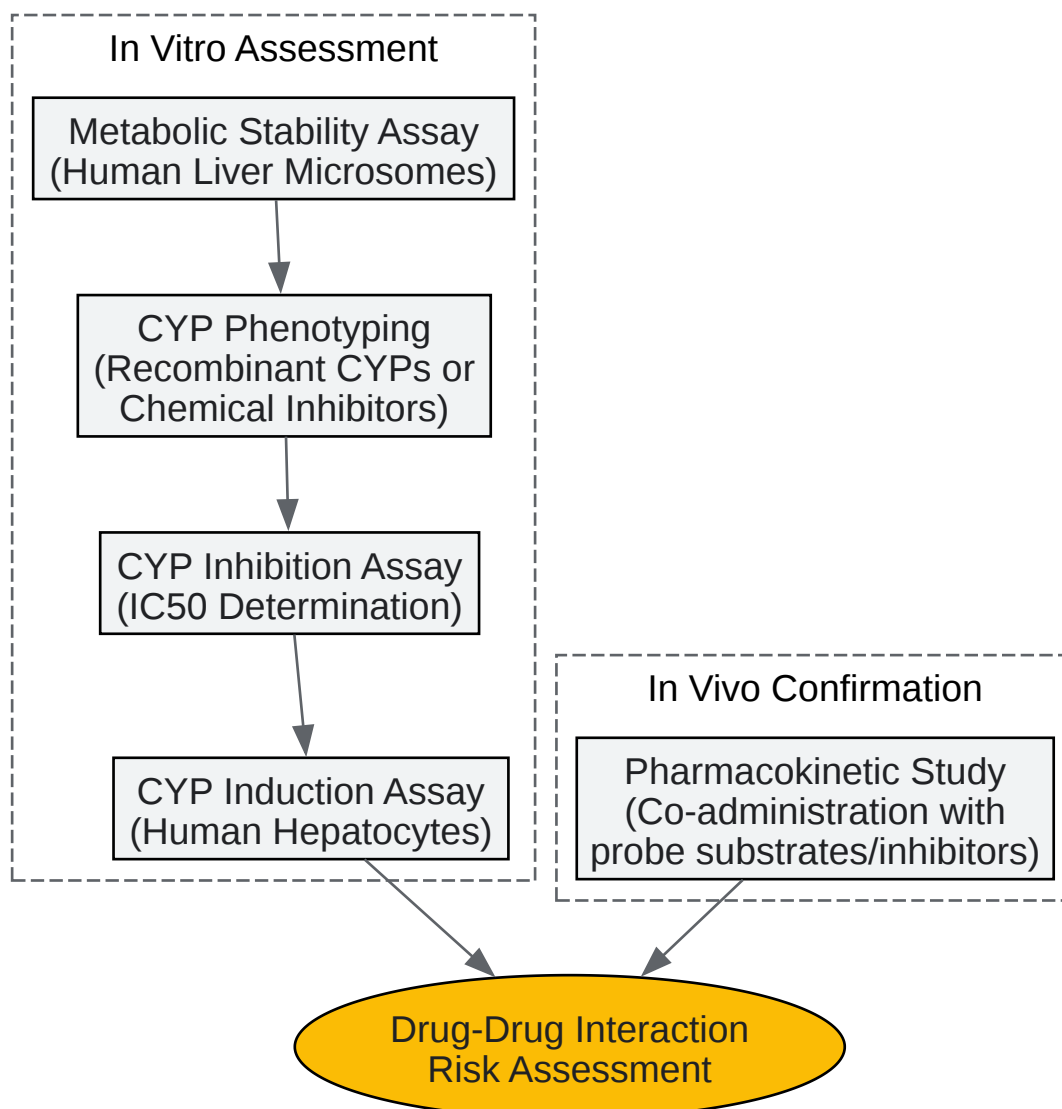 In Vitro Assessment
Metabolic Stability Assay
(Human Liver Microsomes)
CYP Phenotyping
(Recombinant CYPs or
Chemical Inhibitors)
CYP Inhibition Assay
(IC50 Determination)
CYP Induction Assay
(Human Hepatocytes)
In Vivo Confirmation
Pharmacokinetic Study
(Co-administration with
probe substrates/inhibitors)
Drug-Drug Interaction
Risk Assessment